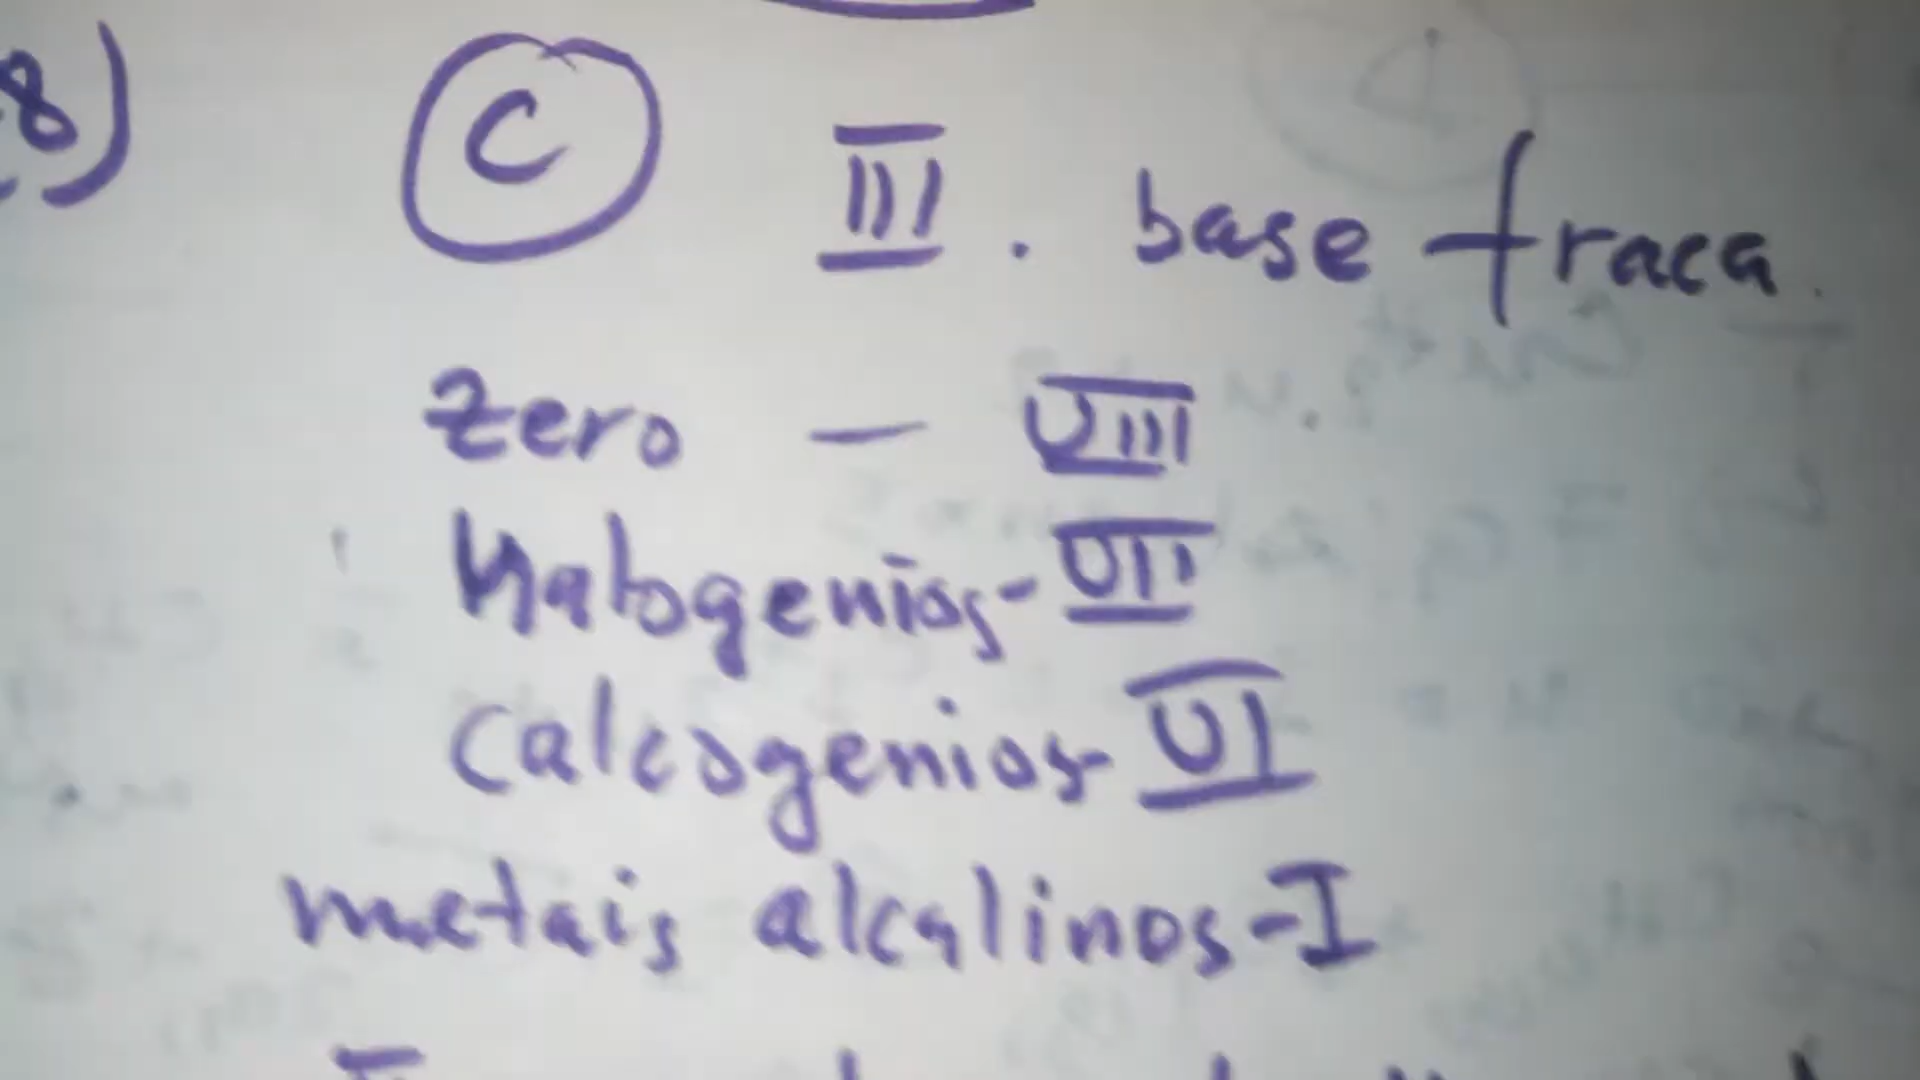 8) C III. base fraca.
Zero — VIII
Halogenios-VII
Calcogenios-VI
metais alcalinos-I